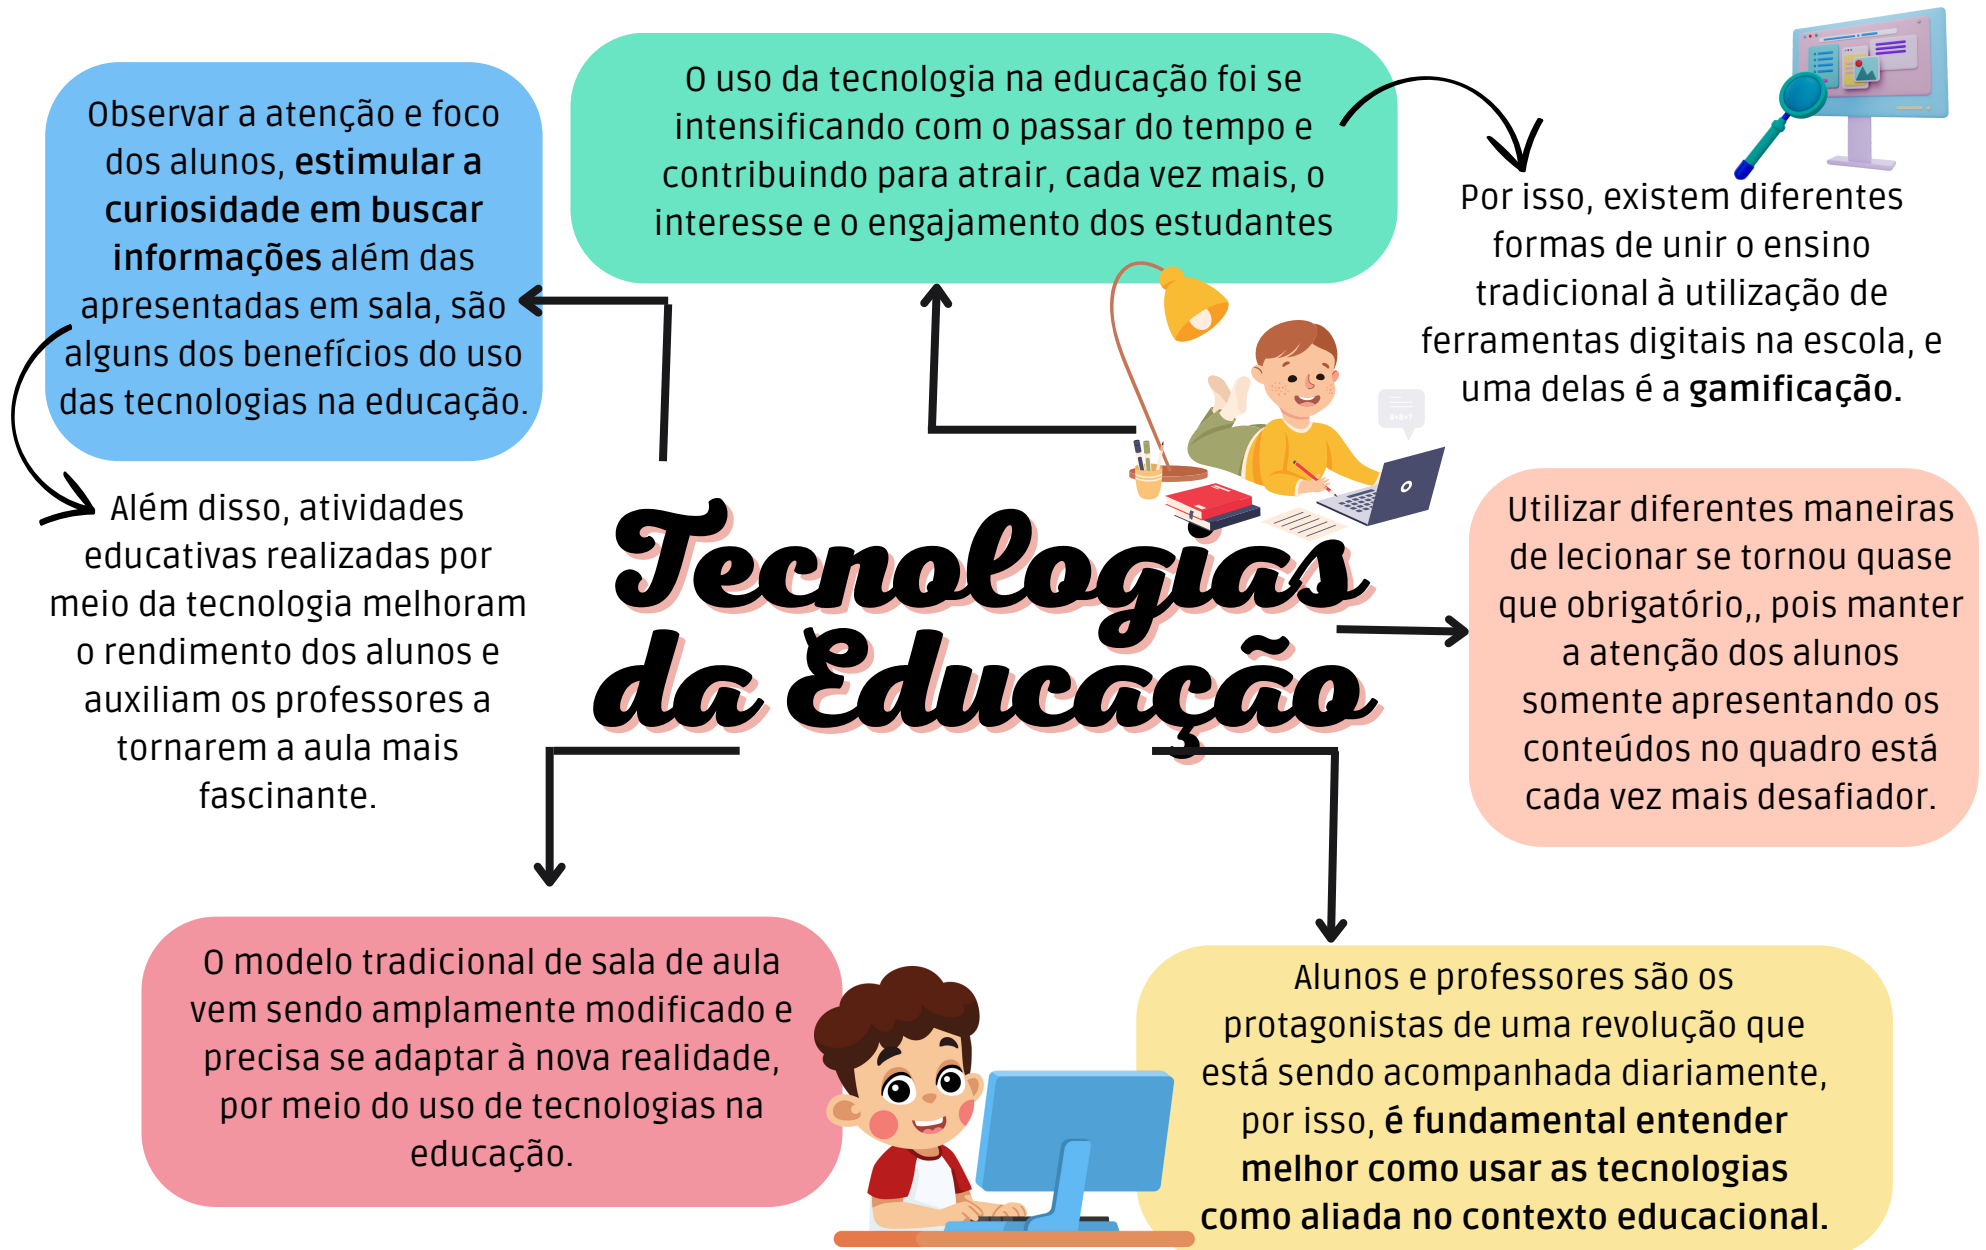 O uso da tecnologia na educação foi se
intensificando com o passar do tempo e
contribuindo para atrair, cada vez mais, o
interesse e o engajamento dos estudantes
Por isso, existem diferentes
formas de unir o ensino
tradicional à utilização de
ferramentas digitais na escola, e
uma delas é a gamificação.
Observar a atenção e foco
dos alunos, estimular a
curiosidade em buscar
informações além das
apresentadas em sala, são
alguns dos benefícios do uso
das tecnologias na educação.
Além disso, atividades
educativas realizadas por
meio da tecnologia melhoram
o rendimento dos alunos e
auxiliam os professores a
tornarem a aula mais
fascinante.
Tecnologias
da Educação
Utilizar diferentes maneiras
de lecionar se tornou quase
que obrigatório,, pois manter
a atenção dos alunos
somente apresentando os
conteúdos no quadro está
cada vez mais desafiador.
O modelo tradicional de sala de aula
vem sendo amplamente modificado e
precisa se adaptar à nova realidade,
por meio do uso de tecnologias na
educação.
Alunos e professores são os
protagonistas de uma revolução que
está sendo acompanhada diariamente,
por isso, é fundamental entender
melhor como usar as tecnologias
como aliada no contexto educacional.